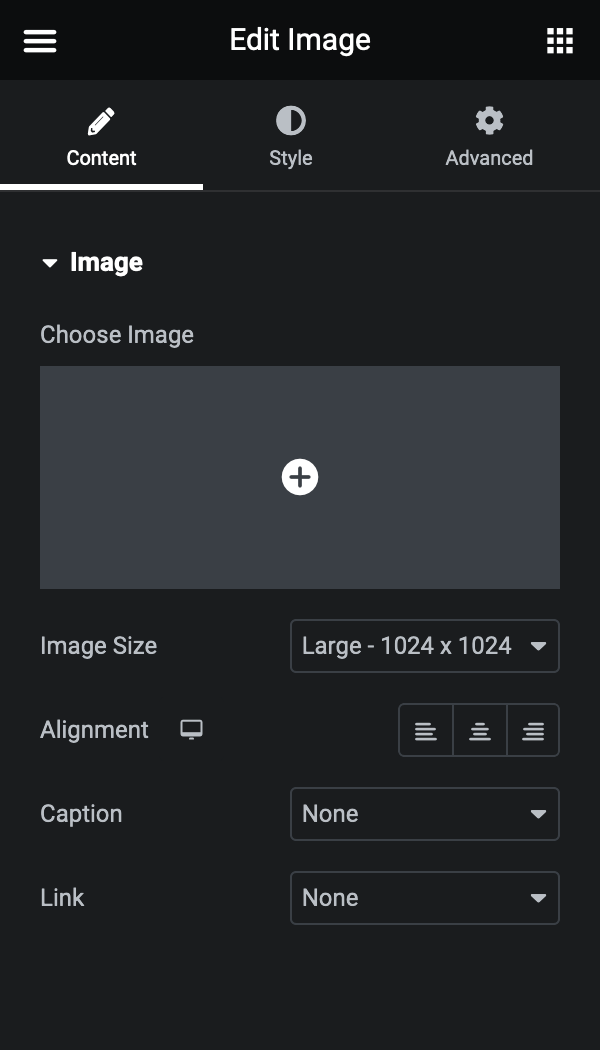 Edit Image
Content Style Advanced
Image
Choose Image
Image Size Large - 1024 x 1024
Alignment
Caption None
Link None